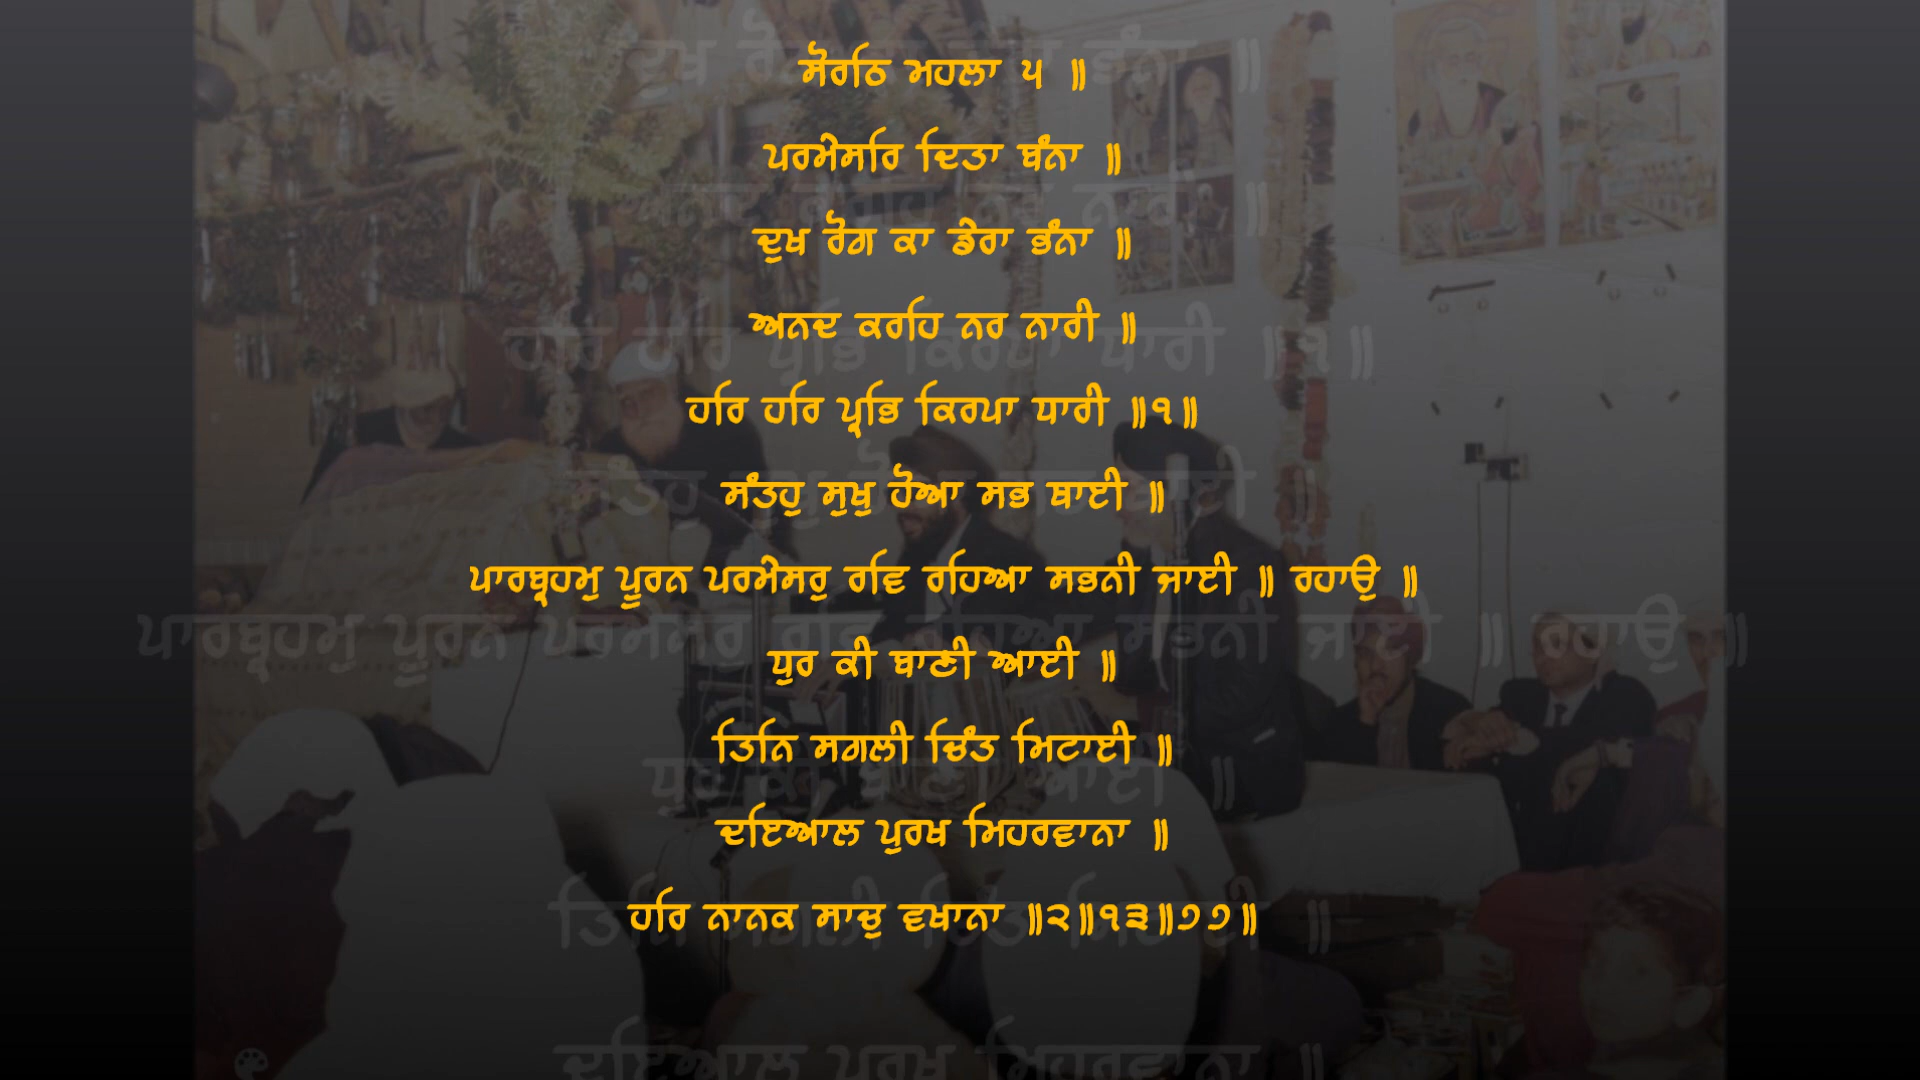 ਸੋਰਠਿ ਮਹਲਾ ੫ ॥
ਪਰਮੇਸਰਿ ਦਿਤਾ ਬੰਨਾ ॥
ਦੁਖ ਰੋਗ ਕਾ ਡੇਰਾ ਭੰਨਾ ॥
ਅਨਦ ਕਰਹਿ ਨਰ ਨਾਰੀ ॥
ਹਰਿ ਹਰਿ ਪ੍ਰਭਿ ਕਿਰਪਾ ਧਾਰੀ ॥੧॥
ਸੰਤਹੁ ਸੁਖੁ ਹੋਆ ਸਭ ਥਾਈ ॥
ਪਾਰਬ੍ਰਹਮੁ ਪੂਰਨ ਪਰਮੇਸਰੁ ਰਵਿ ਰਹਿਆ ਸਭਨੀ ਜਾਈ ॥ ਰਹਾਉ ॥
ਧੁਰ ਕੀ ਬਾਣੀ ਆਈ ॥
ਤਿਨਿ ਸਗਲੀ ਚਿੰਤ ਮਿਟਾਈ ॥
ਦਇਆਲ ਪੁਰਖ ਮਿਹਰਵਾਨਾ ॥
ਹਰਿ ਨਾਨਕ ਸਾਚੁ ਵਖਾਨਾ ॥੨॥੧੩॥੭੭॥